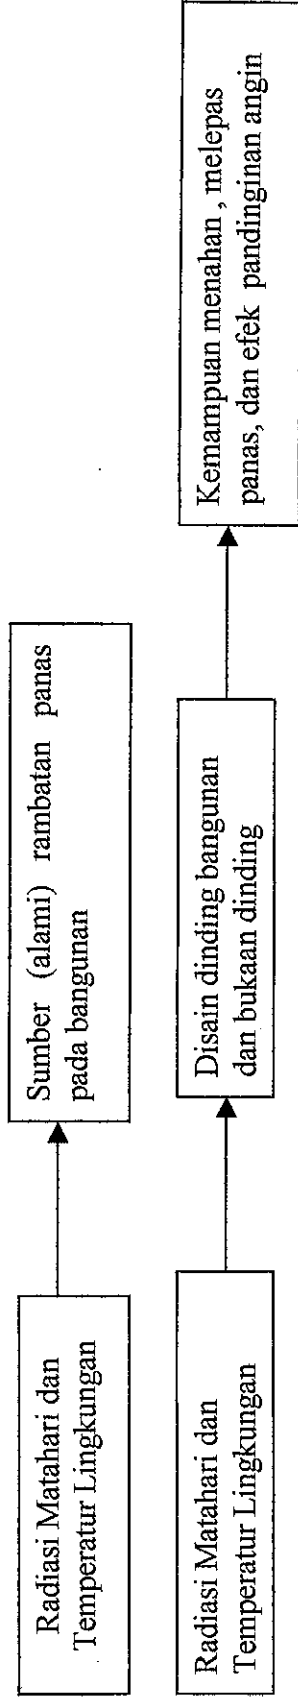 Radiasi Matahari dan
Temperatur Lingkungan
Sumber (alami) rambatan panas
pada bangunan
Radiasi Matahari dan
Temperatur Lingkungan
Disain dinding bangunan
dan bukaan dinding
Kemampuan menahan , melepas
panas, dan efek pandinginan angin